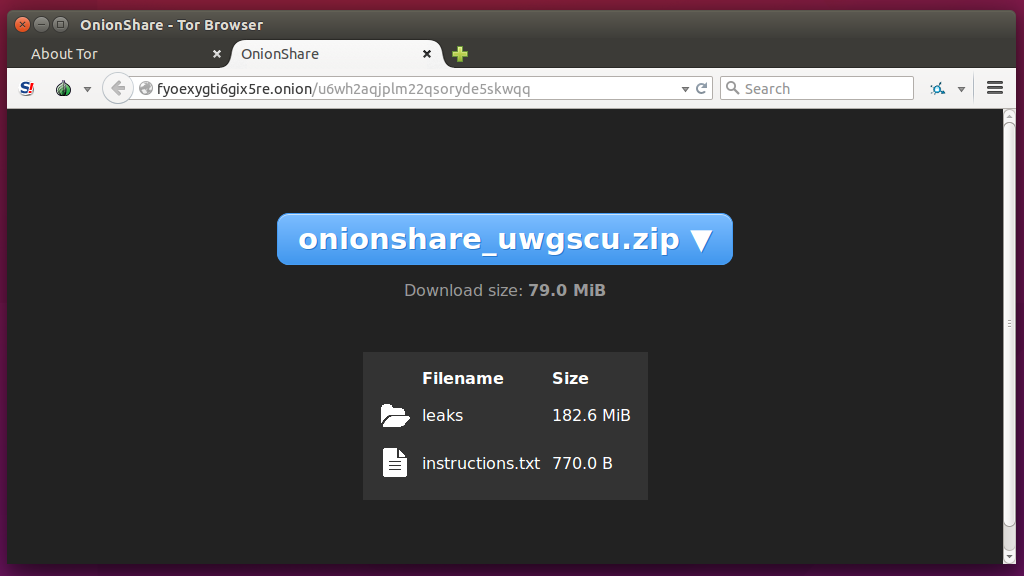 OnionShare - Tor Browser
About Tor
OnionShare
fyoexygti6gix5re.onion/u6wh2aqjplm22qsoryde5skwqq
Search
onionshare_uwgscu.zip ▼
Download size: 79.0 MiB
Filename Size
leaks 182.6 MiB
instructions.txt 770.0 B